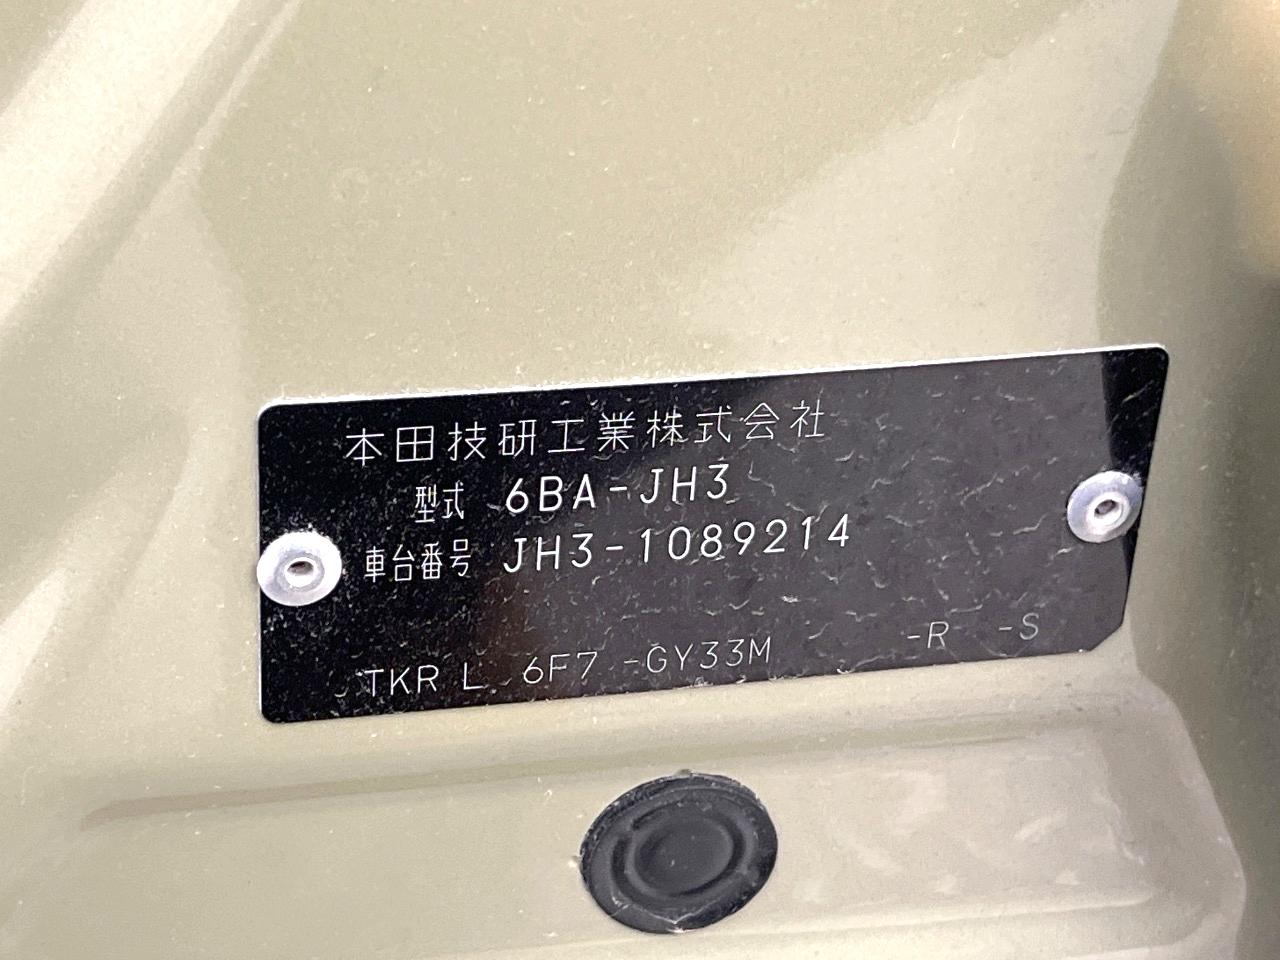 本田技研工業株式会社
型式 6BA-JH3
車台番号 JH3-1089214
TKR L 6F7 -GY33M -R -S